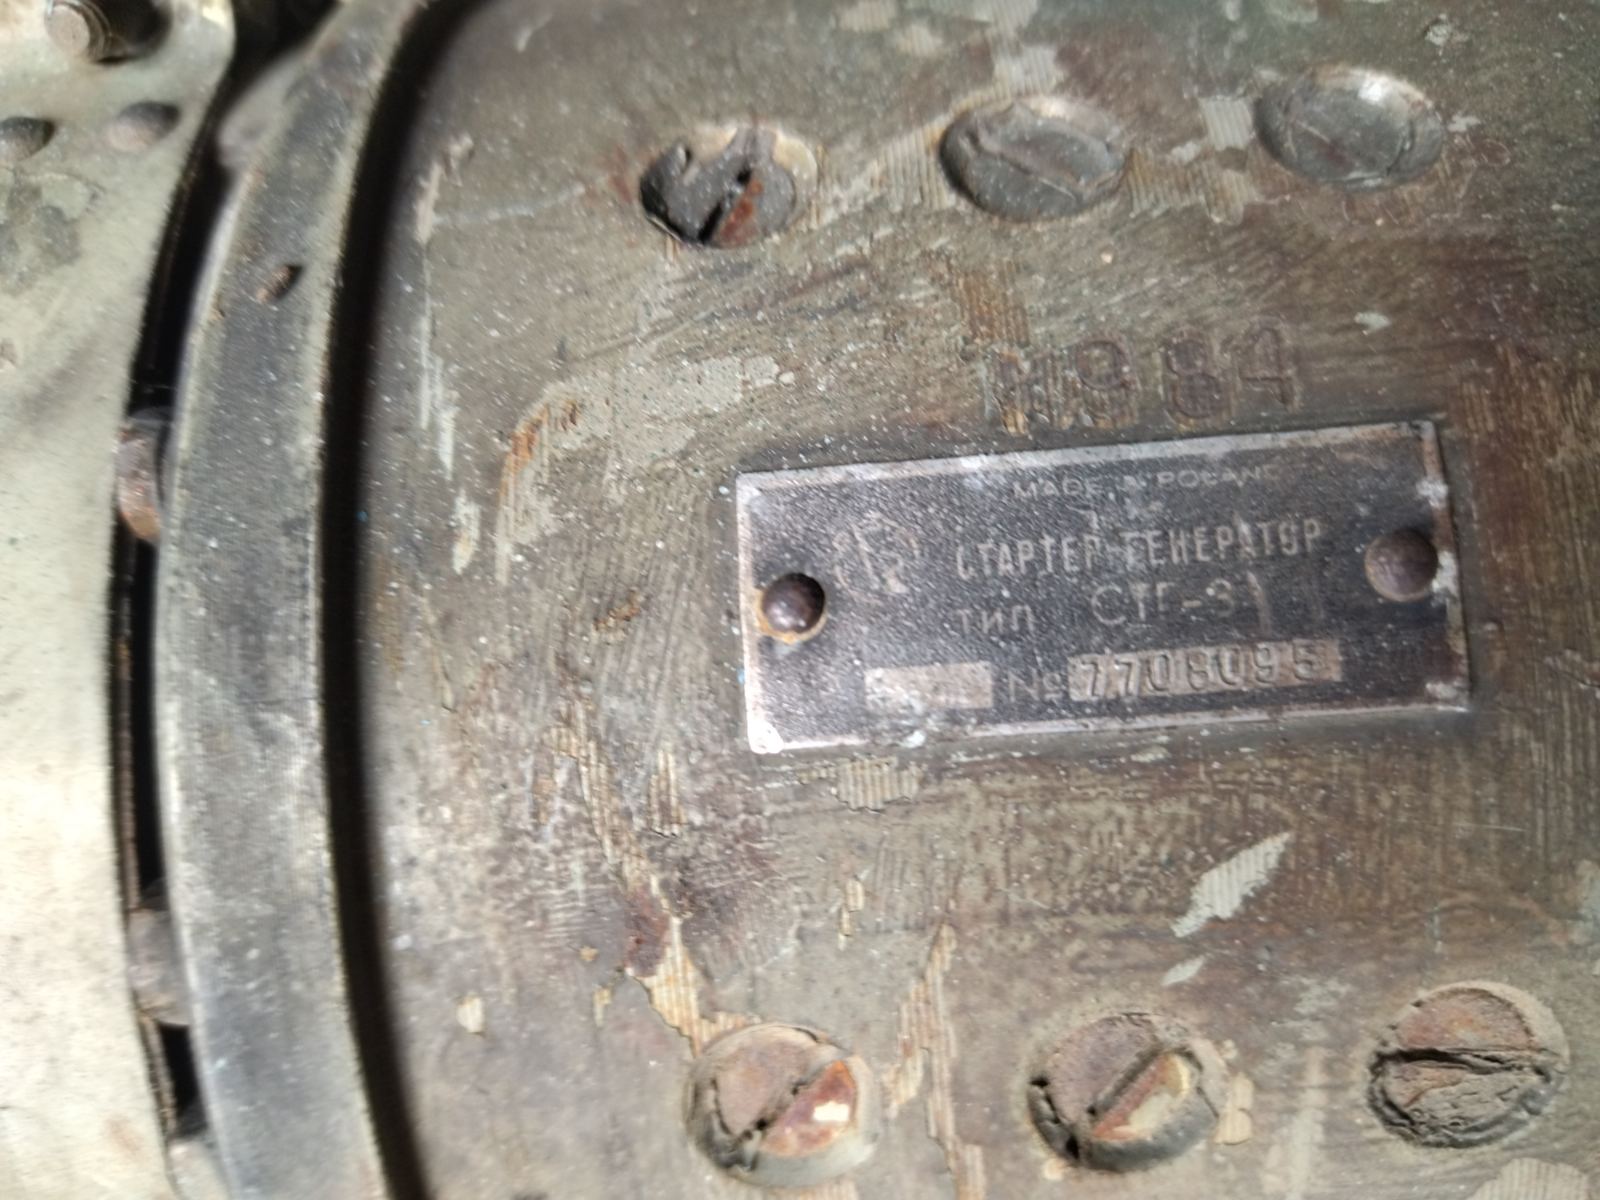 1984
MADE IN POLAND
СТАРТЕР-ГЕНЕРАТОР
ТИП СТГ-3
№ 7708095